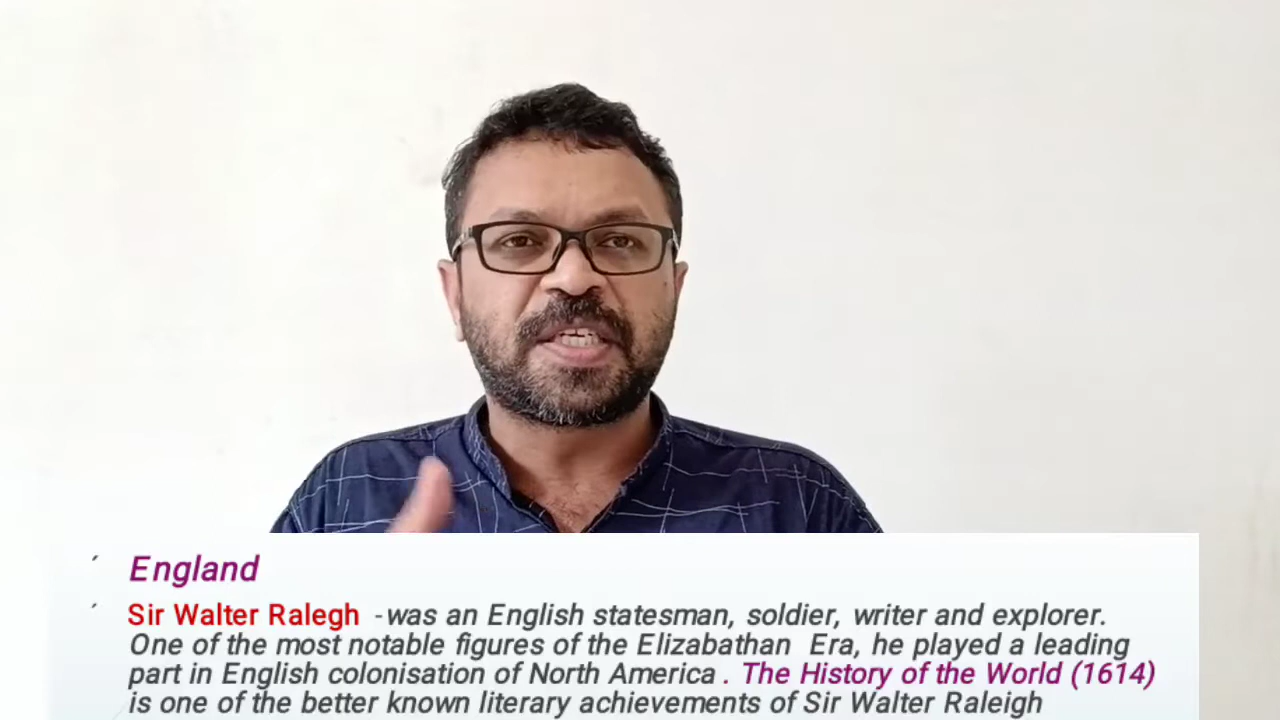 England
Sir Walter Ralegh -was an English statesman, soldier, writer and explorer.
One of the most notable figures of the Elizabathan Era, he played a leading
part in English colonisation of North America . The History of the World (1614)
is one of the better known literary achievements of Sir Walter Raleigh